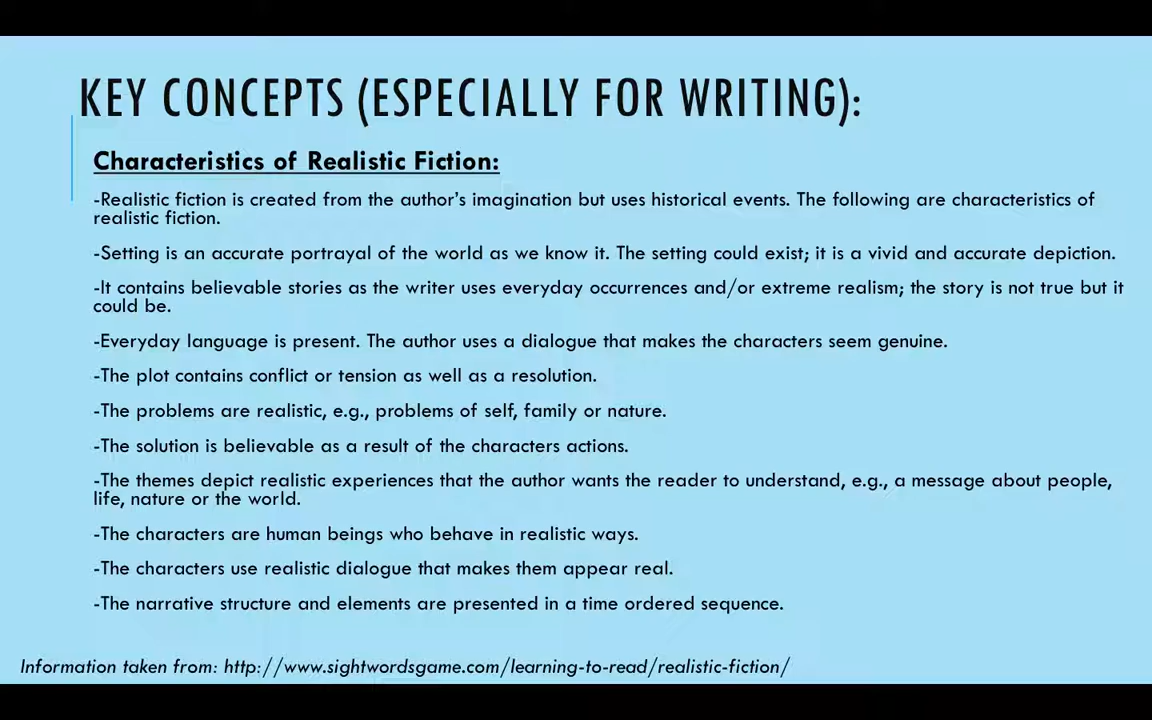 KEY CONCEPTS (ESPECIALLY FOR WRITING):
Characteristics of Realistic Fiction:
-Realistic fiction is created from the author's imagination but uses historical events. The following are characteristics of
realistic fiction.
-Setting is an accurate portrayal of the world as we know it. The setting could exist; it is a vivid and accurate depiction.
-It contains believable stories as the writer uses everyday occurrences and/or extreme realism; the story is not true but it
could be.
-Everyday language is present. The author uses a dialogue that makes the characters seem genuine.
-The plot contains conflict or tension as well as a resolution.
-The problems are realistic, e.g., problems of self, family or nature.
-The solution is believable as a result of the characters actions.
-The themes depict realistic experiences that the author wants the reader to understand, e.g., a message about people,
life, nature or the world.
-The characters are human beings who behave in realistic ways.
-The characters use realistic dialogue that makes them appear real.
-The narrative structure and elements are presented in a time ordered sequence.
Information taken from: http://www.sightwordsgame.com/learning-to-read/realistic-fiction/